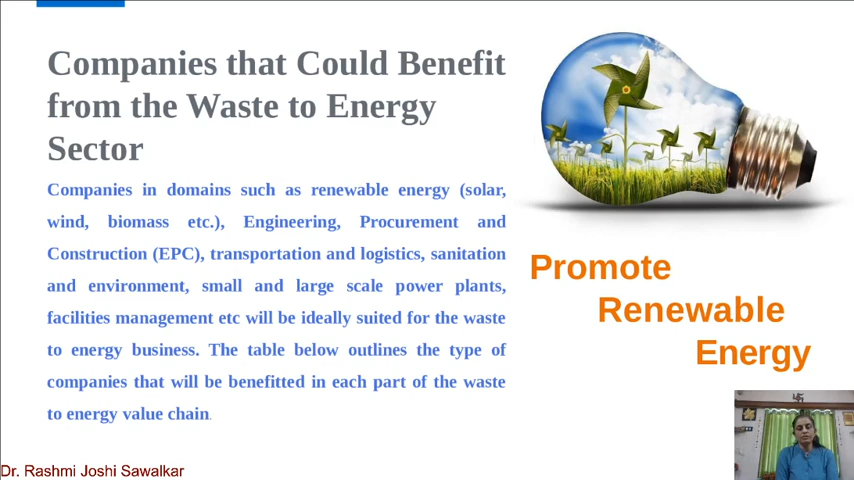 Companies that Could Benefit
from the Waste to Energy
Sector
Companies in domains such as renewable energy (solar,
wind, biomass etc.), Engineering, Procurement and
Construction (EPC), transportation and logistics, sanitation
and environment, small and large scale power plants,
facilities management etc will be ideally suited for the waste
to energy business. The table below outlines the type of
companies that will be benefitted in each part of the waste
to energy value chain.
Promote
Renewable
Energy
Dr. Rashmi Joshi Sawalkar